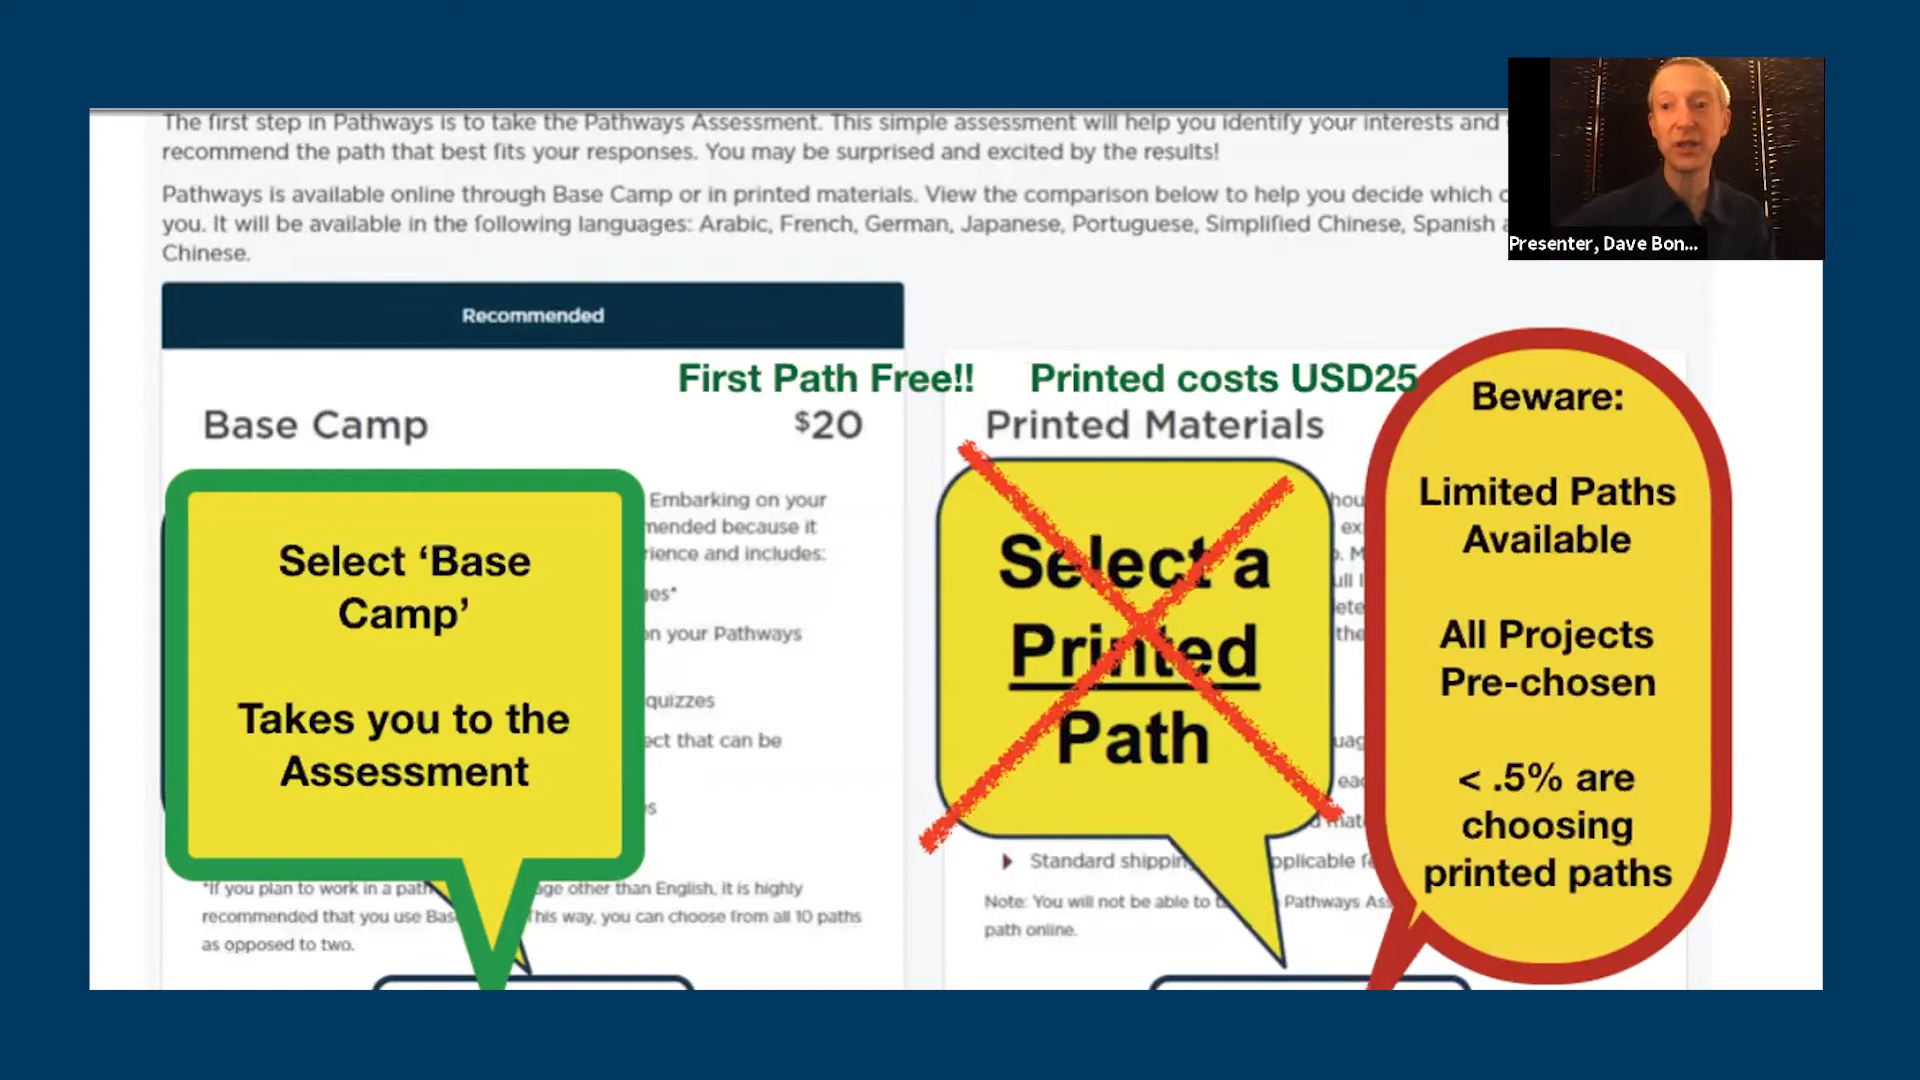 The first step in Pathways is to take the Pathways Assessment. This simple assessment will help you identify your interests and
recommend the path that best fits your responses. You may be surprised and excited by the results!
Pathways is available online through Base Camp or in printed materials. View the comparison below to help you decide which
you. It will be available in the following languages: Arabic, French, German, Japanese, Portuguese, Simplified Chinese, Spanish
Chinese.
Presenter, Dave Bon...
Recommended
First Path Free!!
Base Camp
$20
Embarking on your
because it
and includes:
on your Pathways
quizzes
that can be
Select ‘Base
Camp’
Takes you to the
Assessment
*If you plan to work in a path other than English, it is highly
recommended that you use This way, you can choose from all 10 paths
as opposed to two.
Printed costs USD25
Printed Materials
Select a
Printed
Path
Standard shipping
Note: You will not be able to Pathways
path online.
Beware:
Limited Paths
Available
All Projects
Pre-chosen
< .5% are
choosing
printed paths